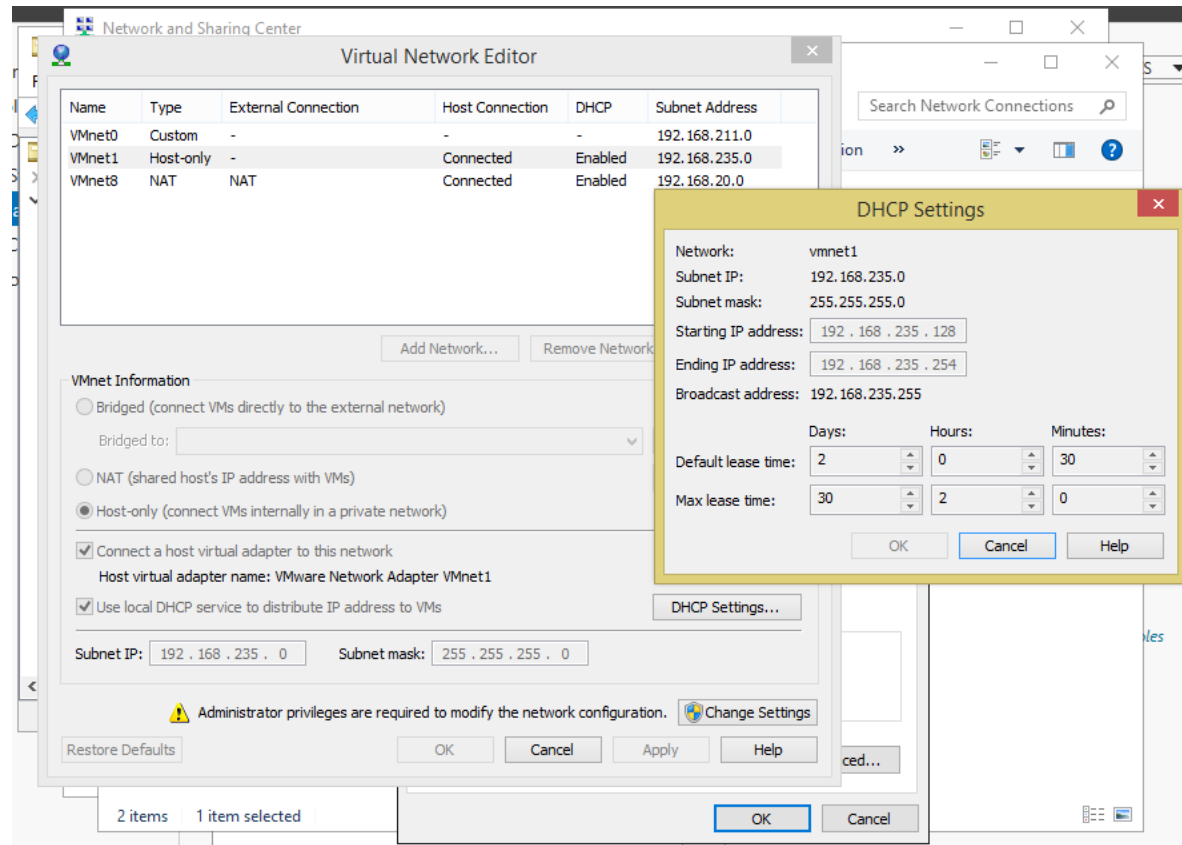 Network and Sharing Center
Virtual Network Editor
Name Type External Connection Host Connection DHCP Subnet Address
VMnet0 Custom - - - 192.168.211.0
VMnet1 Host-only - Connected Enabled 192.168.235.0
VMnet8 NAT NAT Connected Enabled 192.168.20.0
Add Network... Remove Network
VMnet Information
Bridged (connect VMs directly to the external network)
Bridged to:
NAT (shared host's IP address with VMs)
Host-only (connect VMs internally in a private network)
Connect a host virtual adapter to this network
Host virtual adapter name: VMware Network Adapter VMnet1
Use local DHCP service to distribute IP address to VMs
DHCP Settings...
Subnet IP: 192 . 168 . 235 . 0 Subnet mask: 255 . 255 . 255 . 0
Administrator privileges are required to modify the network configuration. Change Settings
Restore Defaults OK Cancel Apply Help
Search Network Connections
ion »
DHCP Settings
Network: vmnet1
Subnet IP: 192.168.235.0
Subnet mask: 255.255.255.0
Starting IP address: 192 . 168 . 235 . 128
Ending IP address: 192 . 168 . 235 . 254
Broadcast address: 192.168.235.255
Days: Hours: Minutes:
Default lease time: 2 0 30
Max lease time: 30 2 0
OK Cancel Help
ced...
2 items 1 item selected
OK Cancel